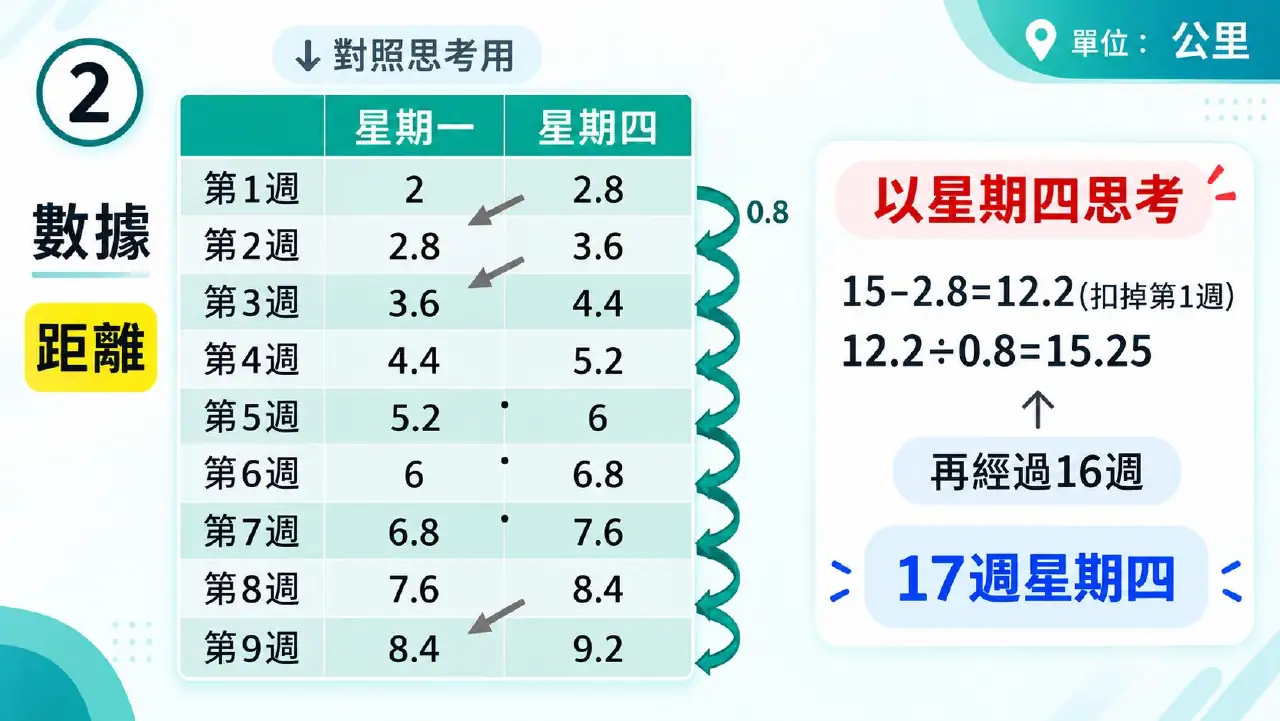 2
↓ 對照思考用
單位： 公里
數據
距離
星期一 星期四
第1週 2 2.8
第2週 2.8 3.6
第3週 3.6 4.4
第4週 4.4 5.2
第5週 5.2 6
第6週 6 6.8
第7週 6.8 7.6
第8週 7.6 8.4
第9週 8.4 9.2
0.8
以星期四思考
15-2.8=12.2(扣掉第1週)
12.2÷0.8=15.25
↑
再經過16週
17週星期四